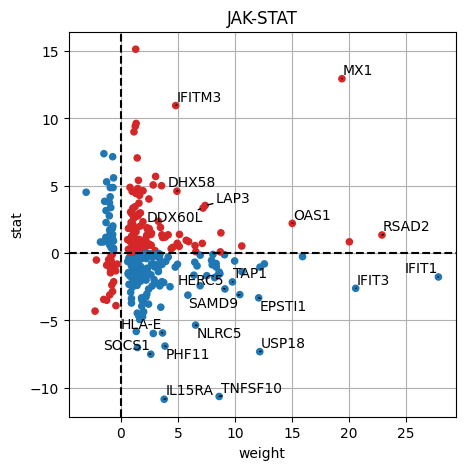 JAK-STAT
15
MX1
IFITM3
10
DHX58
5
LAP3
DDX60L
OAS1
RSAD2
stat
0
HERC5
TAP1
IFIT1
IFIT3
SAMD9
EPSTI1
−5
HLA-E
NLRC5
SOCS1
PHF11
USP18
−10
IL15RA
TNFSF10
0 5 10 15 20 25
weight